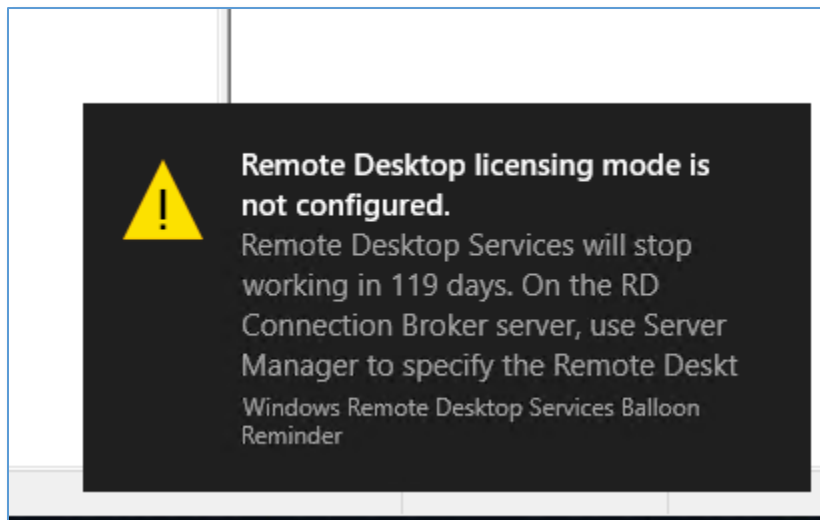 Remote Desktop licensing mode is
not configured.
Remote Desktop Services will stop
working in 119 days. On the RD
Connection Broker server, use Server
Manager to specify the Remote Deskt
Windows Remote Desktop Services Balloon
Reminder